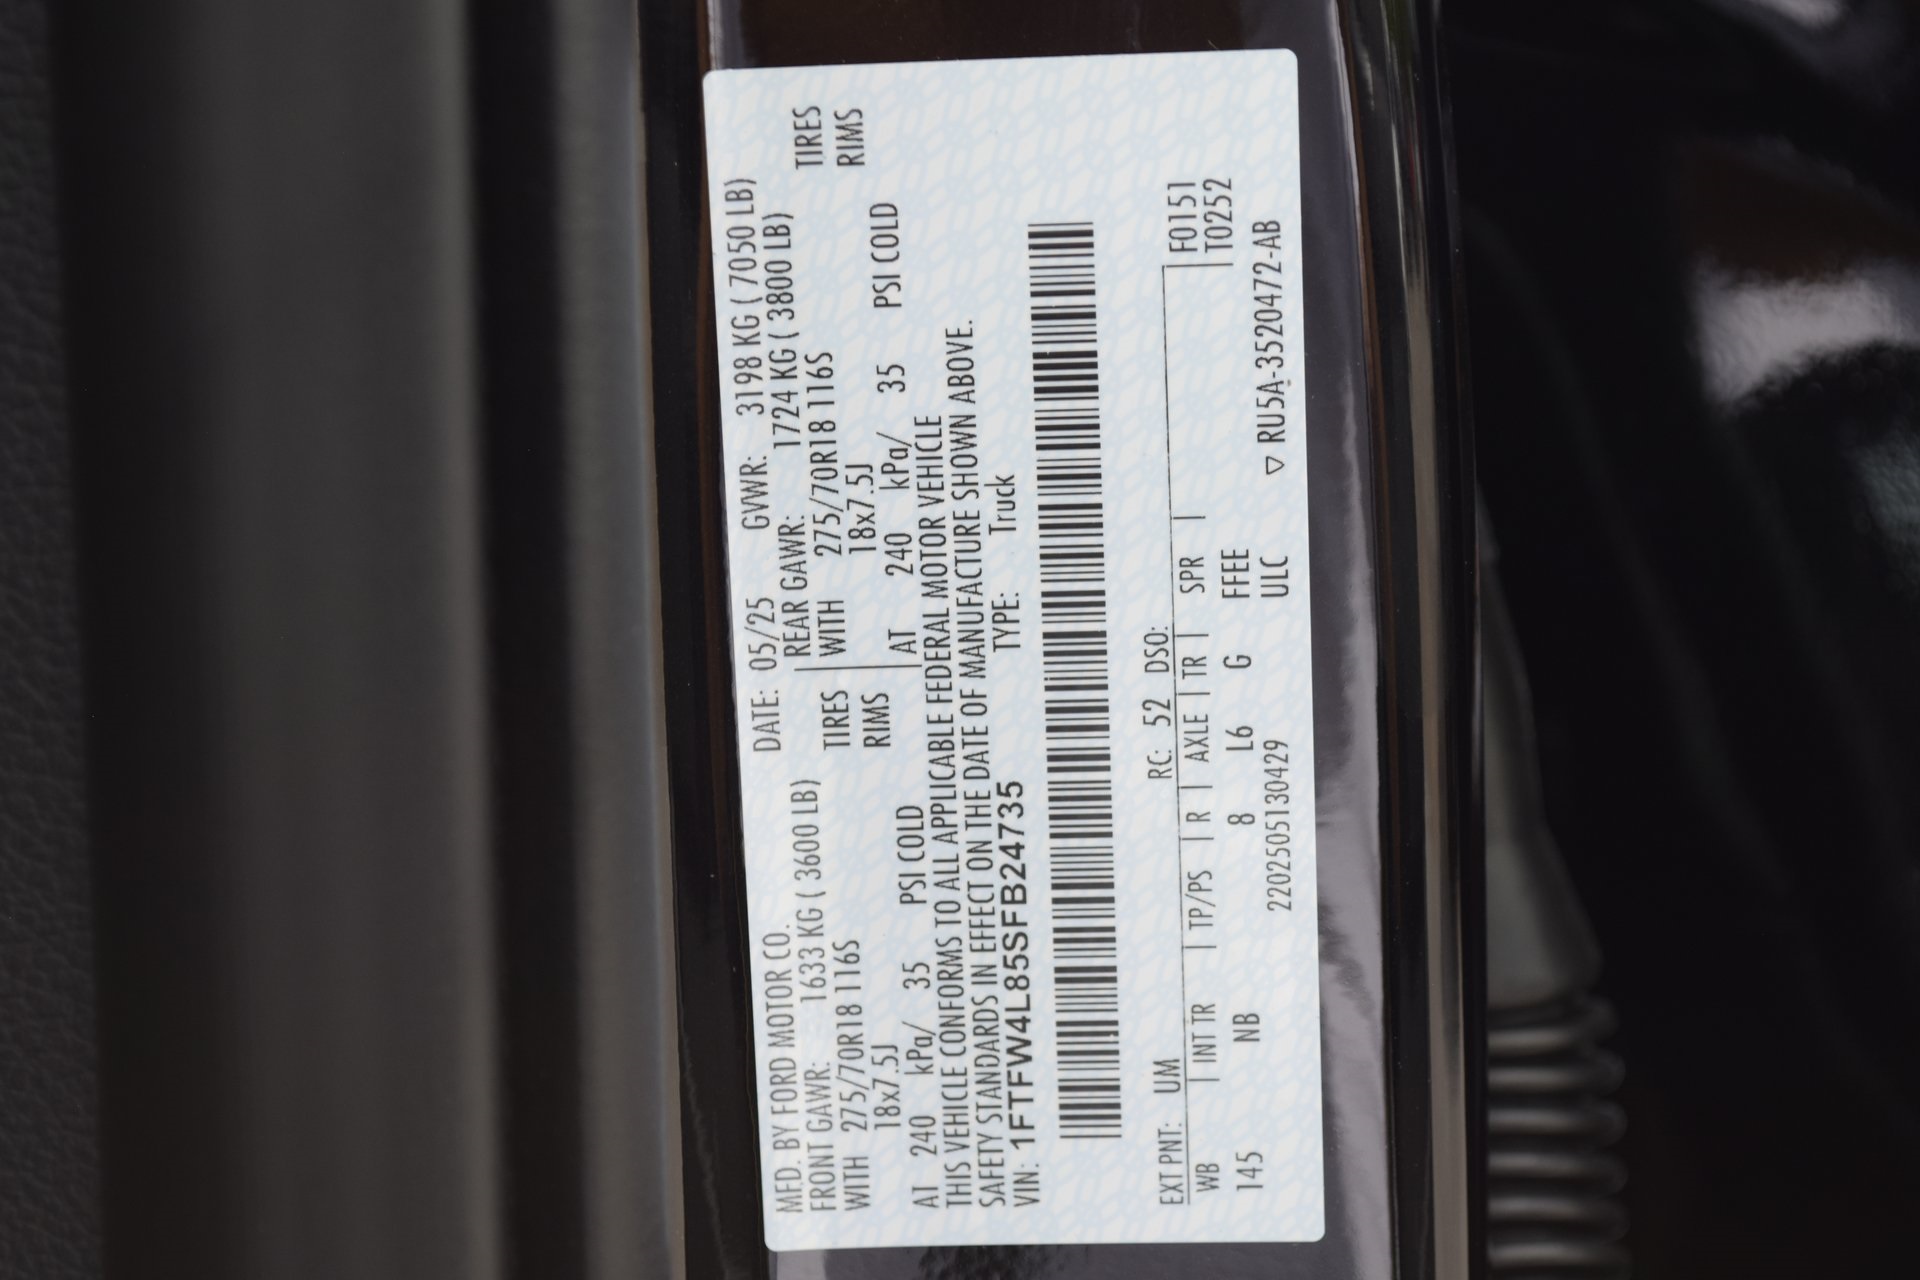 MFD. BY FORD MOTOR CO. DATE: 05/25 GVWR: 3198 KG ( 7050 LB)
FRONT GAWR: 1633 KG ( 3600 LB) REAR GAWR: 1724 KG ( 3800 LB)
WITH 275/70R18 116S TIRES WITH 275/70R18 116S TIRES
18x7.5J RIMS 18x7.5J RIMS
AT 240 kPa/ 35 PSI COLD AT 240 kPa/ 35 PSI COLD
THIS VEHICLE CONFORMS TO ALL APPLICABLE FEDERAL MOTOR VEHICLE
SAFETY STANDARDS IN EFFECT ON THE DATE OF MANUFACTURE SHOWN ABOVE.
VIN: 1FTFW4L85SFB24735 TYPE: Truck
EXT PNT: UM RC: 52 DSO:
WB | INT TR | TP/PS | R | AXLE | TR | SPR | F0151
145 NB 8 L6 G FFEE T0252
2202505130429 ULC ▽ RU5A-3520472-AB